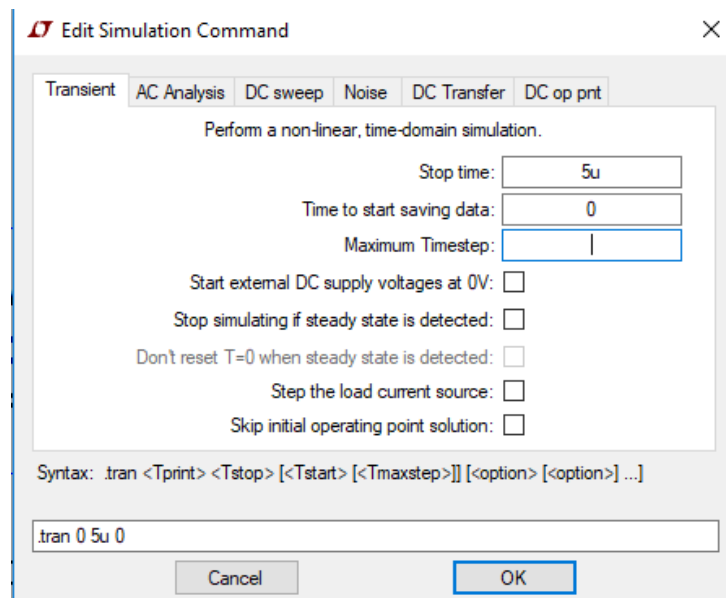 Edit Simulation Command
Transient AC Analysis DC sweep Noise DC Transfer DC op pnt
Perform a non-linear, time-domain simulation.
Stop time: 5u
Time to start saving data: 0
Maximum Timestep:
Start external DC supply voltages at 0V:
Stop simulating if steady state is detected:
Don't reset T=0 when steady state is detected:
Step the load current source:
Skip initial operating point solution:
Syntax: .tran <Tprint> <Tstop> [<Tstart> [<Tmaxstep>]] [<option> [<option>] ...]
.tran 0 5u 0
Cancel OK